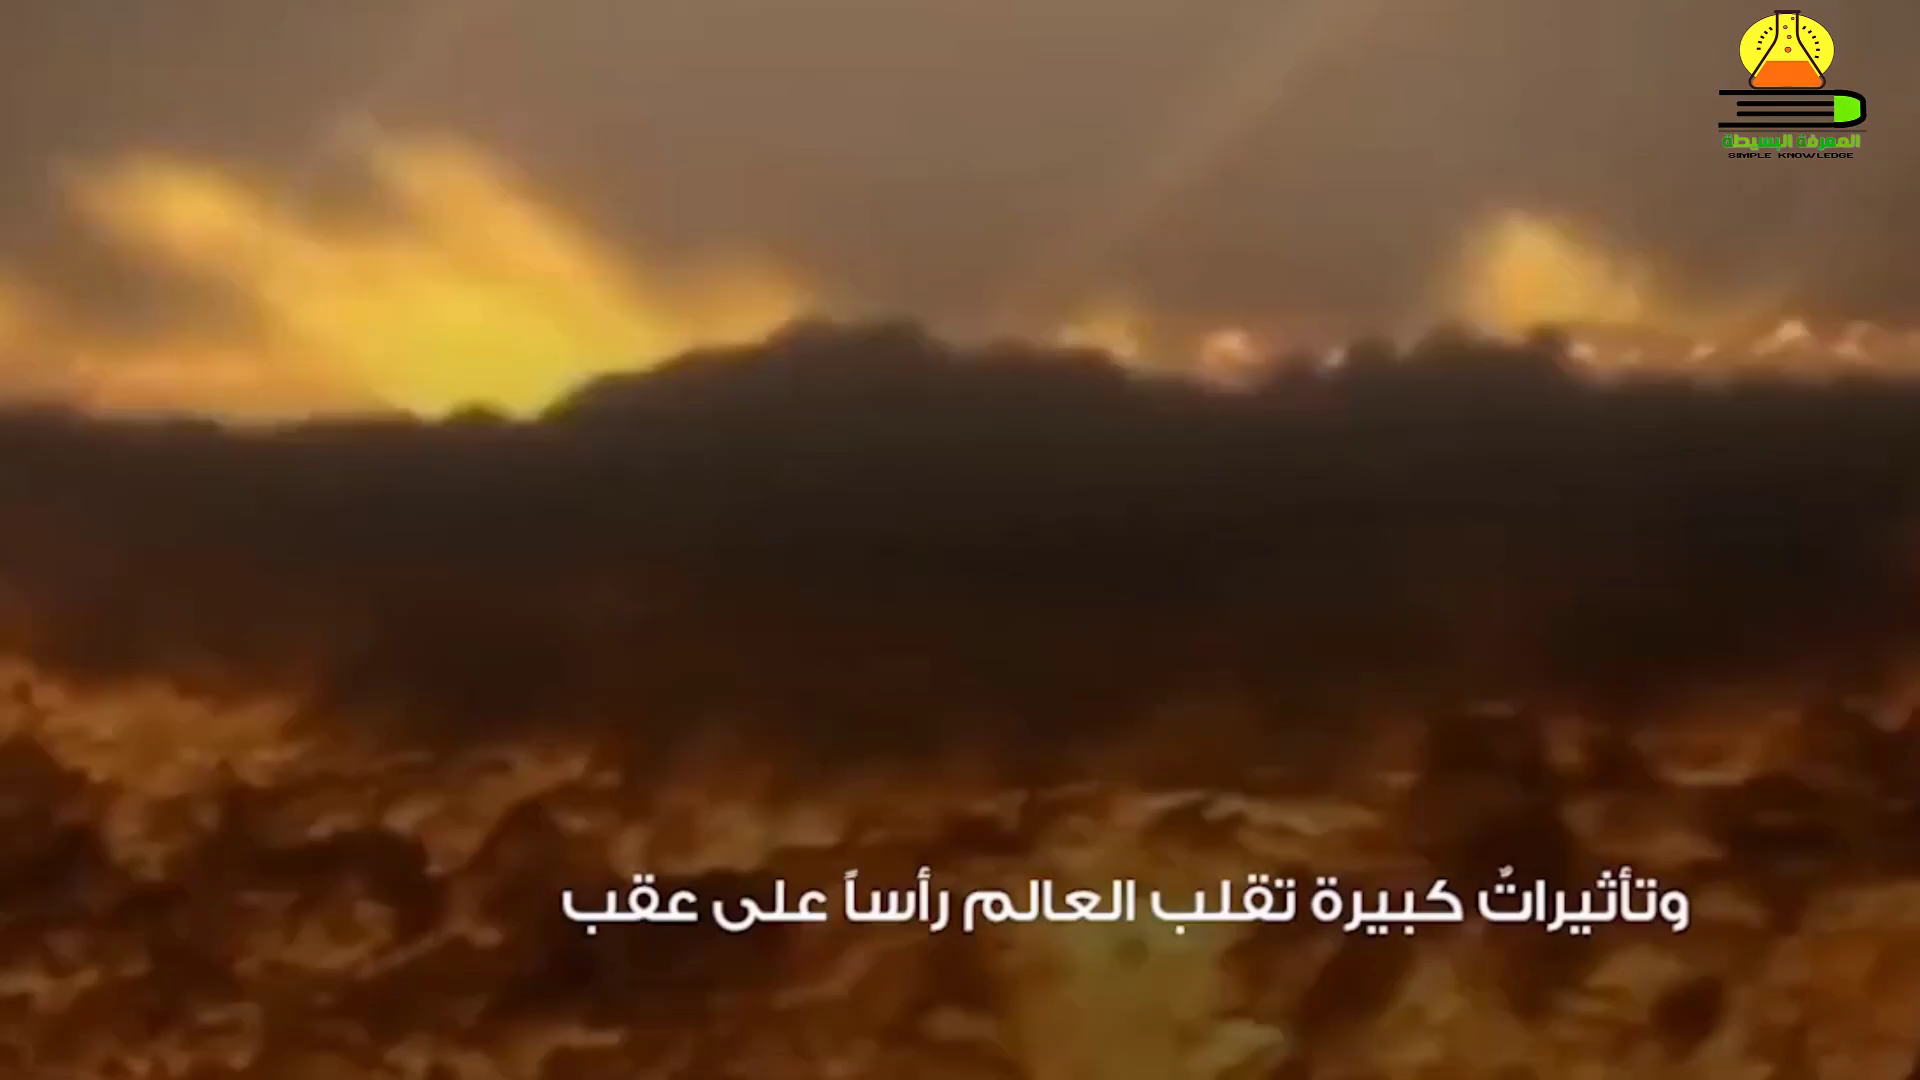 المعرفة البسيطة
SIMPLE KNOWLEDGE
وتأثيراتٌ كبيرة تقلب العالم رأساً على عقب